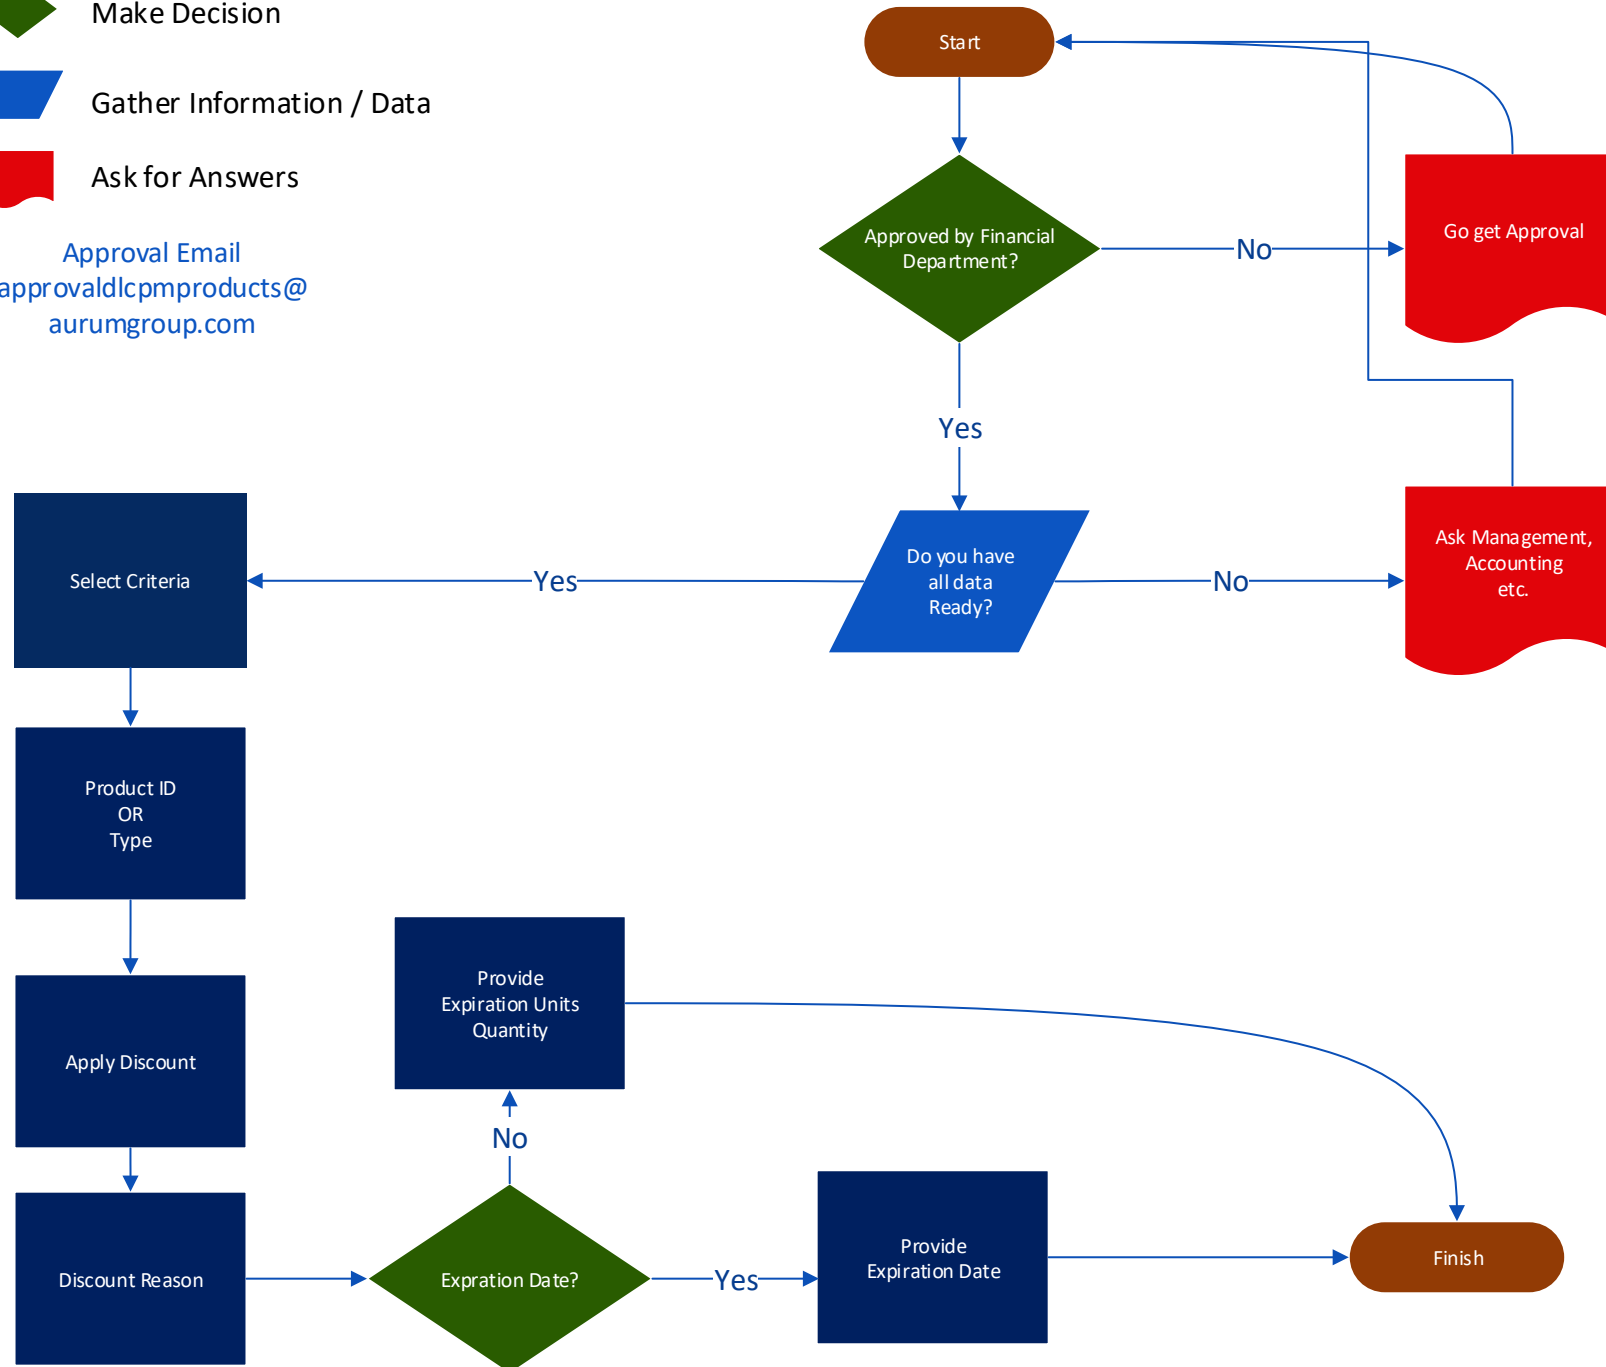 Make Decision
Gather Information / Data
Ask for Answers
Approval Email
approvaldlcpmproducts@
aurumgroup.com
Start
Approved by Financial
Department?
No
Go get Approval
Yes
Do you have
all data
Ready?
No
Ask Management,
Accounting
etc.
Yes
Select Criteria
Product ID
OR
Type
Apply Discount
Discount Reason
Expration Date?
No
Provide
Expiration Units
Quantity
Yes
Provide
Expiration Date
Finish